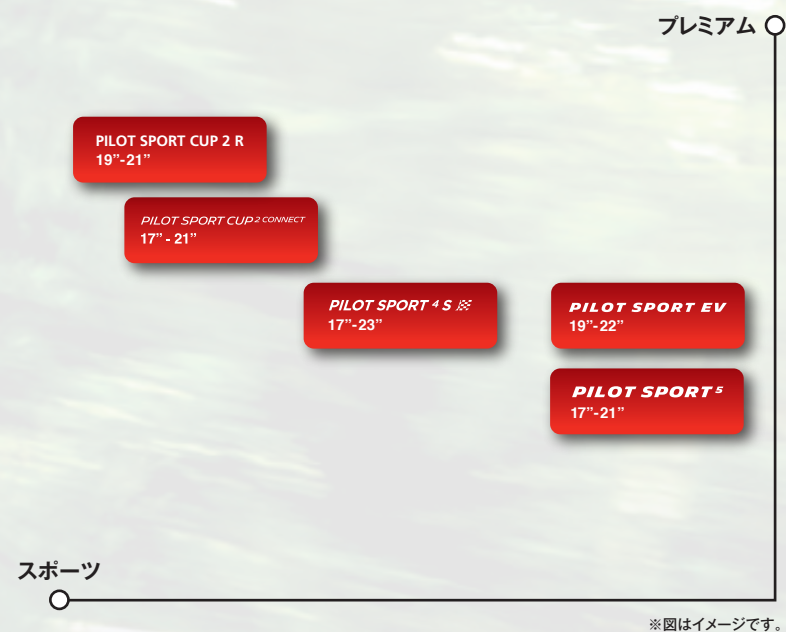 プレミアム
PILOT SPORT CUP 2 R
19”-21”
PILOT SPORT CUP 2 CONNECT
17” - 21”
PILOT SPORT 4 S
17”-23”
PILOT SPORT EV
19”-22”
PILOT SPORT 5
17”-21”
スポーツ
※図はイメージです。